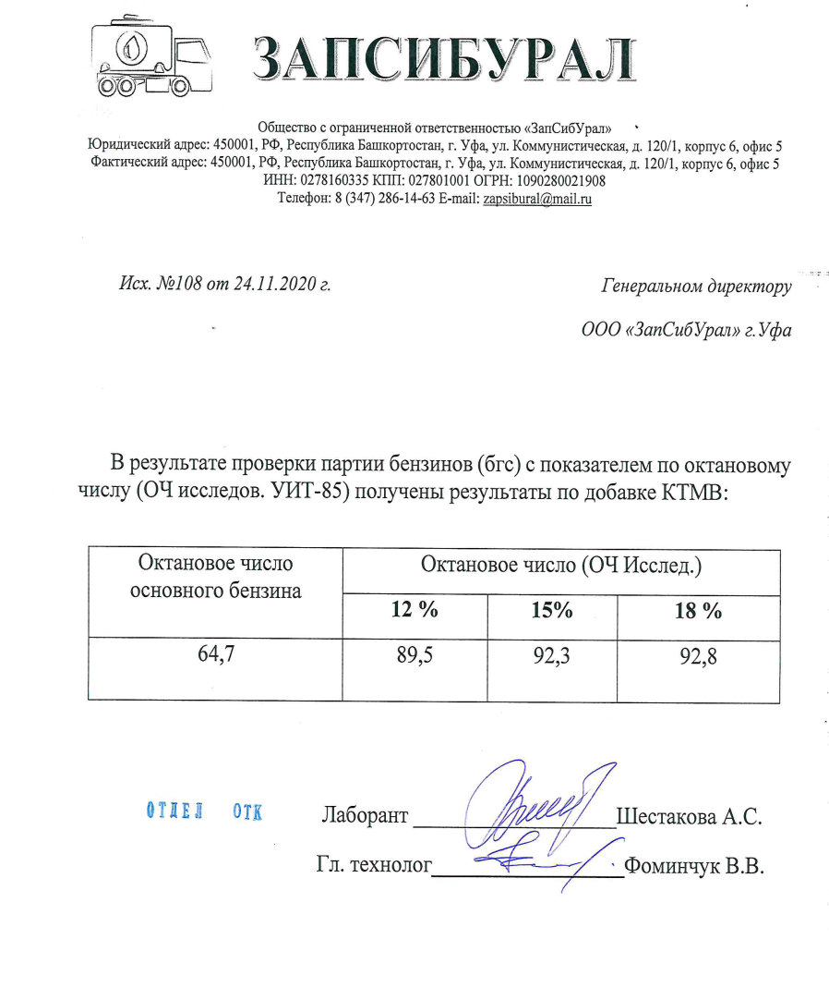 ЗАПСИБУРАЛ
Общество с ограниченной ответственностью «ЗапСибУрал»
Юридический адрес: 450001, РФ, Республика Башкортостан, г. Уфа, ул. Коммунистическая, д. 120/1, корпус 6, офис 5
Фактический адрес: 450001, РФ, Республика Башкортостан, г. Уфа, ул. Коммунистическая, д. 120/1, корпус 6, офис 5
ИНН: 0278160335 КПП: 027801001 ОГРН: 1090280021908
Телефон: 8 (347) 286-14-63 E-mail: zapsibural@mail.ru
Исх. №108 от 24.11.2020 г.
Генеральном директору
ООО «ЗапСибУрал» г.Уфа
В результате проверки партии бензинов (бгс) с показателем по октановому
числу (ОЧ исследов. УИТ-85) получены результаты по добавке КТМВ:
Октановое число
основного бензина
Октановое число (ОЧ Исслед.)
12 % 15% 18 %
64,7 89,5 92,3 92,8
ОТДЕЛ ОТК
Лаборант Шестакова А.С.
Гл. технолог Фоминчук В.В.